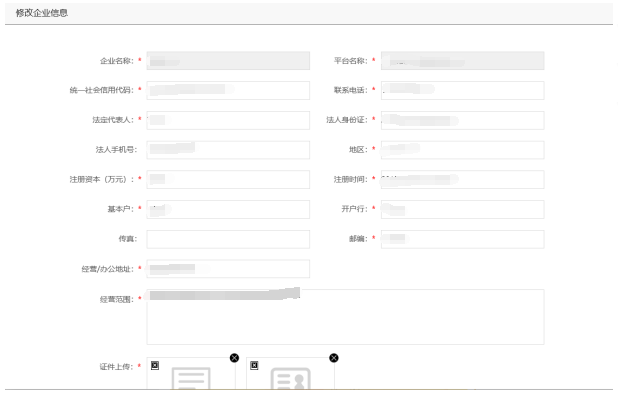 修改企业信息
企业名称: * 平台名称: *
统一社会信用代码: * 联系电话: *
法定代表人: * 法人身份证: *
法人手机号: 地区: *
注册资本（万元）: * 注册时间: *
基本户: * 开户行: *
传真: 邮编: *
经营/办公地址: *
经营范围: *
证件上传: *